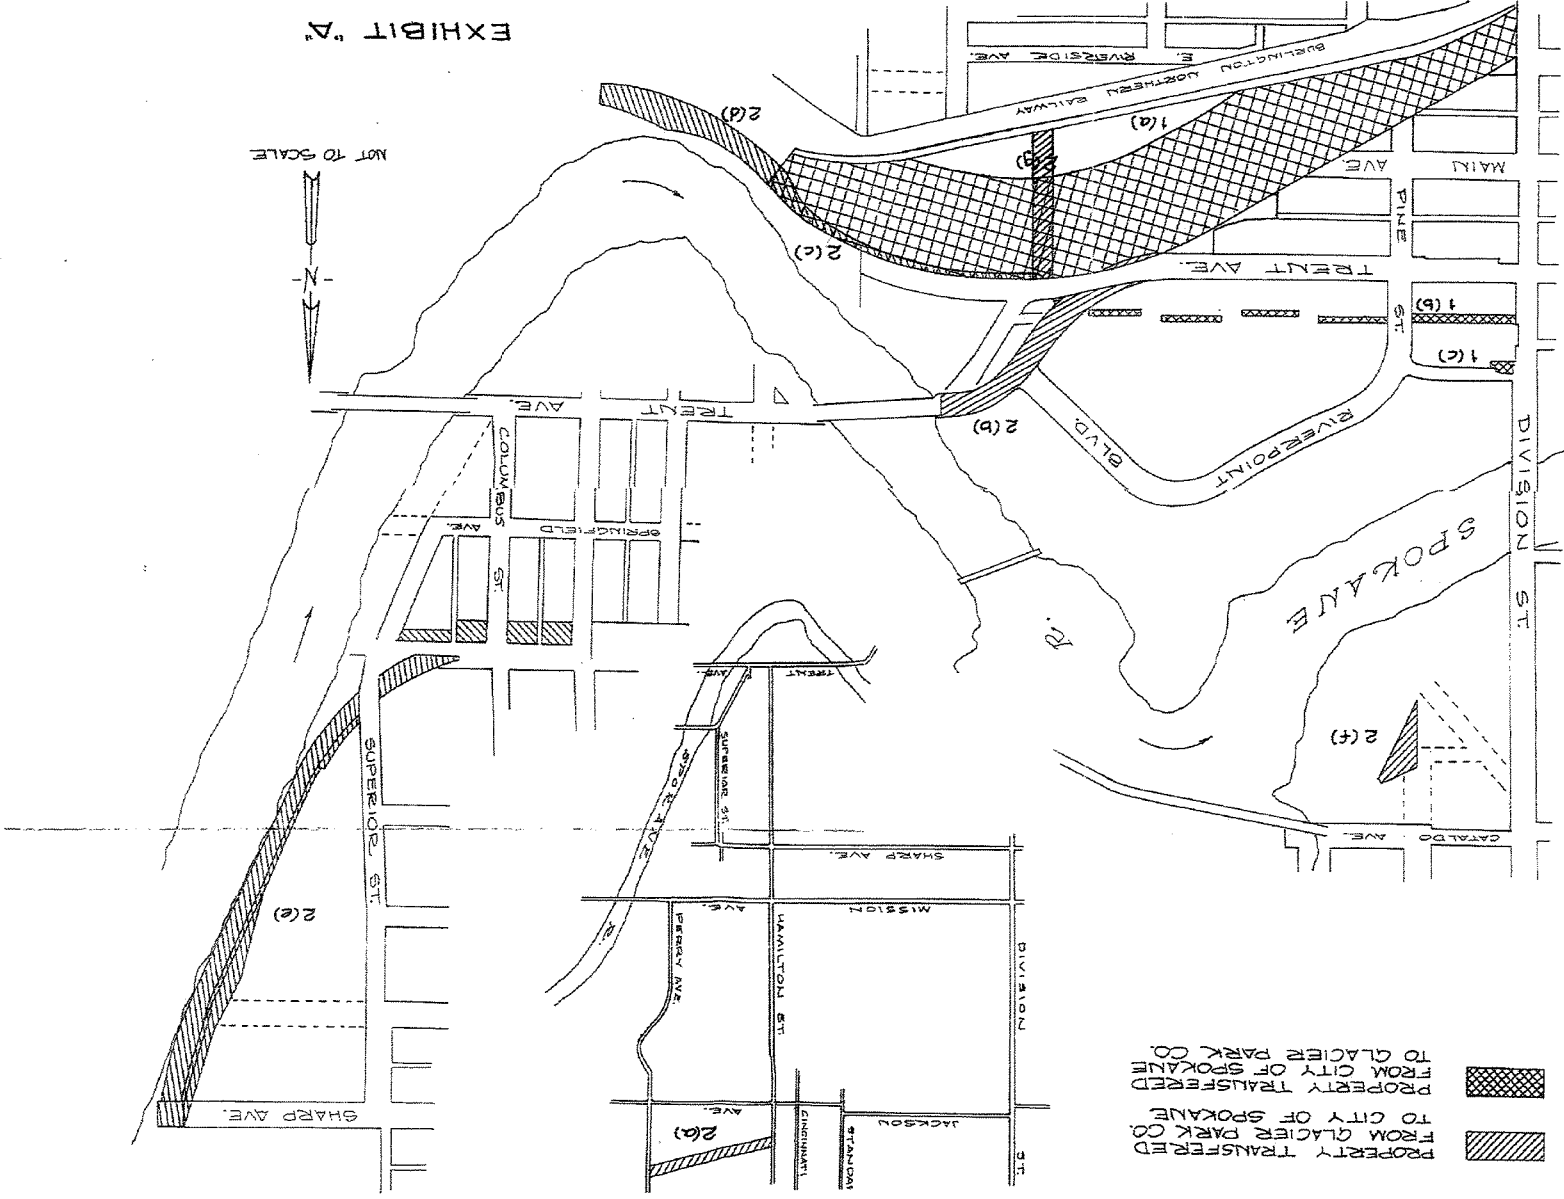 EXHIBIT "A"
NOT TO SCALE
-N-
E. RIVERSIDE AVE.
BURLINGTON NORTHERN RAILWAY
1(a)
2(d)
2(g)
2(c)
MAIN AVE.
PINE ST.
TRENT AVE.
1(b)
1(c)
2(b)
RIVERPOINT BLVD.
DIVISION ST.
SPOKANE R.
TRENT AVE.
COLUMBUS ST.
SPRINGFIELD AVE.
2(f)
CATALDO AVE.
SUPERIOR ST.
2(e)
SHARP AVE.
TRENT AVE.
SUPERIOR ST.
SPOKANE R.
SHARP AVE.
MISSION AVE.
PERRY AVE.
HAMILTON ST.
DIVISION ST.
2(a)
AVE.
JACKSON
CINCINNATI
STANDAR
PROPERTY TRANSFERED
FROM GLACIER PARK CO.
TO CITY OF SPOKANE
PROPERTY TRANSFERED
FROM CITY OF SPOKANE
TO GLACIER PARK CO.